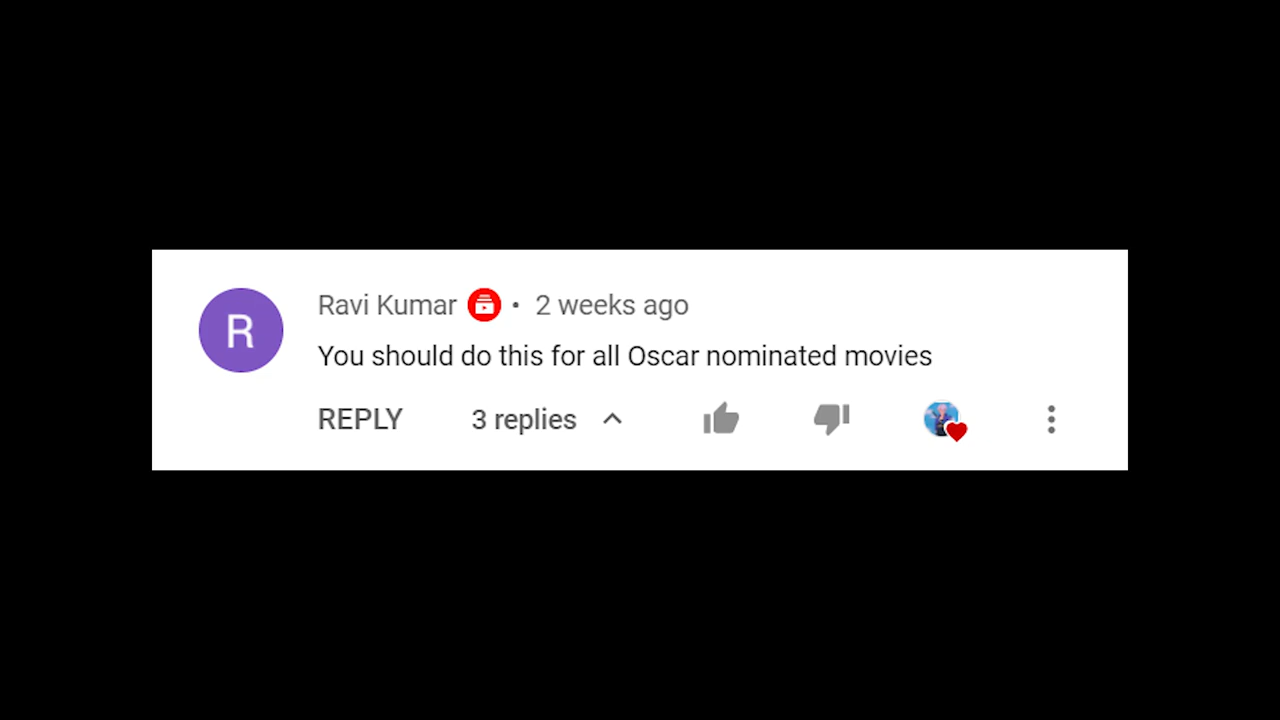 R
Ravi Kumar • 2 weeks ago
You should do this for all Oscar nominated movies
REPLY 3 replies